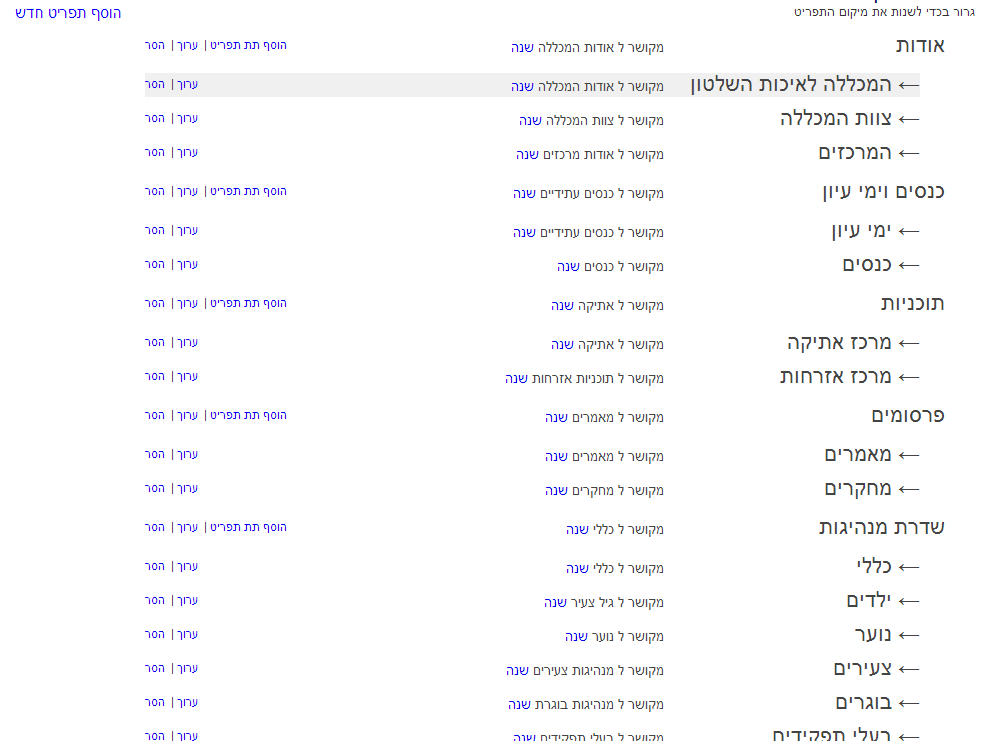 גרור בכדי לשנות את מיקום התפריט הוסף תפריט חדש
אודות מקושר ל אודות המכללה שנה הוסף תת תפריט | ערוך | הסר
← המכללה לאיכות השלטון מקושר ל אודות המכללה שנה ערוך | הסר
← צוות המכללה מקושר ל צוות המכללה שנה ערוך | הסר
← המרכזים מקושר ל אודות מרכזים שנה ערוך | הסר
כנסים וימי עיון מקושר ל כנסים עתידיים שנה הוסף תת תפריט | ערוך | הסר
← ימי עיון מקושר ל כנסים עתידיים שנה ערוך | הסר
← כנסים מקושר ל כנסים שנה ערוך | הסר
תוכניות מקושר ל אתיקה שנה הוסף תת תפריט | ערוך | הסר
← מרכז אתיקה מקושר ל אתיקה שנה ערוך | הסר
← מרכז אזרחות מקושר ל תוכניות אזרחות שנה ערוך | הסר
פרסומים מקושר ל מאמרים שנה הוסף תת תפריט | ערוך | הסר
← מאמרים מקושר ל מאמרים שנה ערוך | הסר
← מחקרים מקושר ל מחקרים שנה ערוך | הסר
שדרת מנהיגות מקושר ל כללי שנה הוסף תת תפריט | ערוך | הסר
← כללי מקושר ל כללי שנה ערוך | הסר
← ילדים מקושר ל גיל צעיר שנה ערוך | הסר
← נוער מקושר ל נוער שנה ערוך | הסר
← צעירים מקושר ל מנהיגות צעירים שנה ערוך | הסר
← בוגרים מקושר ל מנהיגות בוגרת שנה ערוך | הסר
← בעלי תפקידים מקושר ל בעלי תפקידים שנה ערוך | הסר